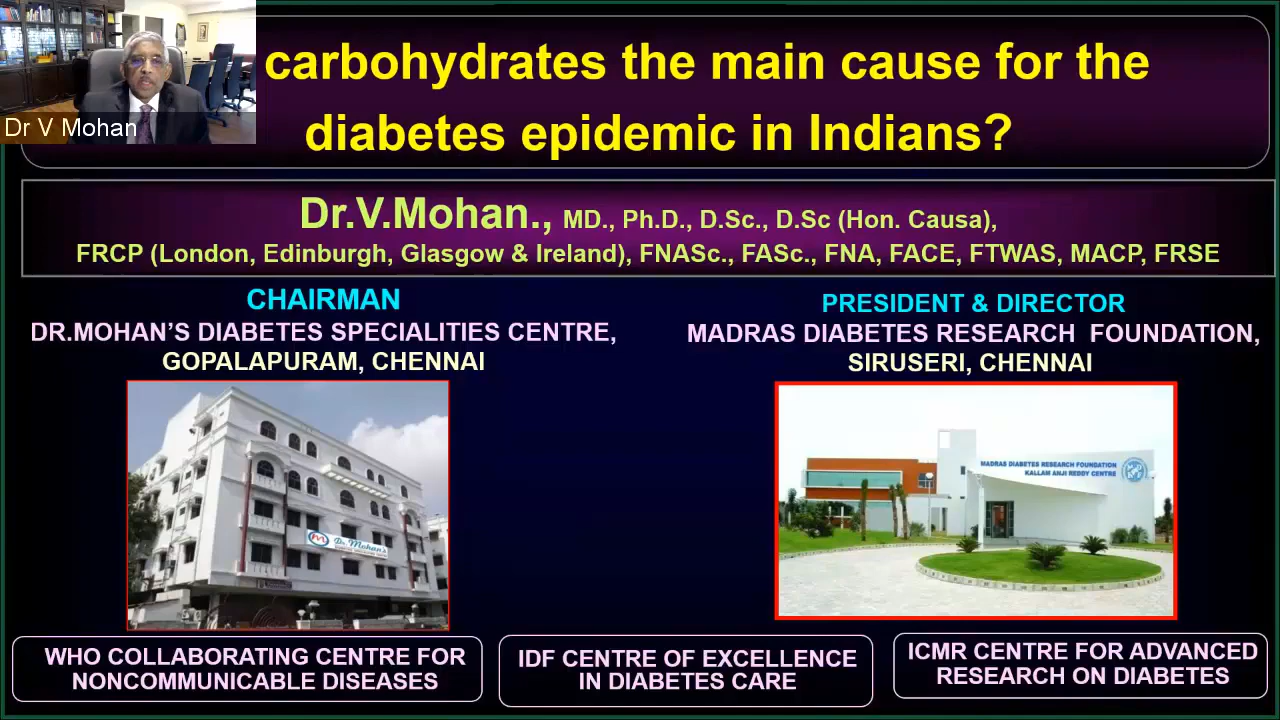 carbohydrates the main cause for the
diabetes epidemic in Indians?
Dr V Mohan
Dr.V.Mohan., MD., Ph.D., D.Sc., D.Sc (Hon. Causa),
FRCP (London, Edinburgh, Glasgow & Ireland), FNASc., FASc., FNA, FACE, FTWAS, MACP, FRSE
CHAIRMAN
DR.MOHAN'S DIABETES SPECIALITIES CENTRE,
GOPALAPURAM, CHENNAI
PRESIDENT & DIRECTOR
MADRAS DIABETES RESEARCH FOUNDATION,
SIRUSERI, CHENNAI
Dr. Mohan's
MADRAS DIABETES RESEARCH FOUNDATION
KALLAM ANJI REDDY CENTRE
WHO COLLABORATING CENTRE FOR
NONCOMMUNICABLE DISEASES
IDF CENTRE OF EXCELLENCE
IN DIABETES CARE
ICMR CENTRE FOR ADVANCED
RESEARCH ON DIABETES